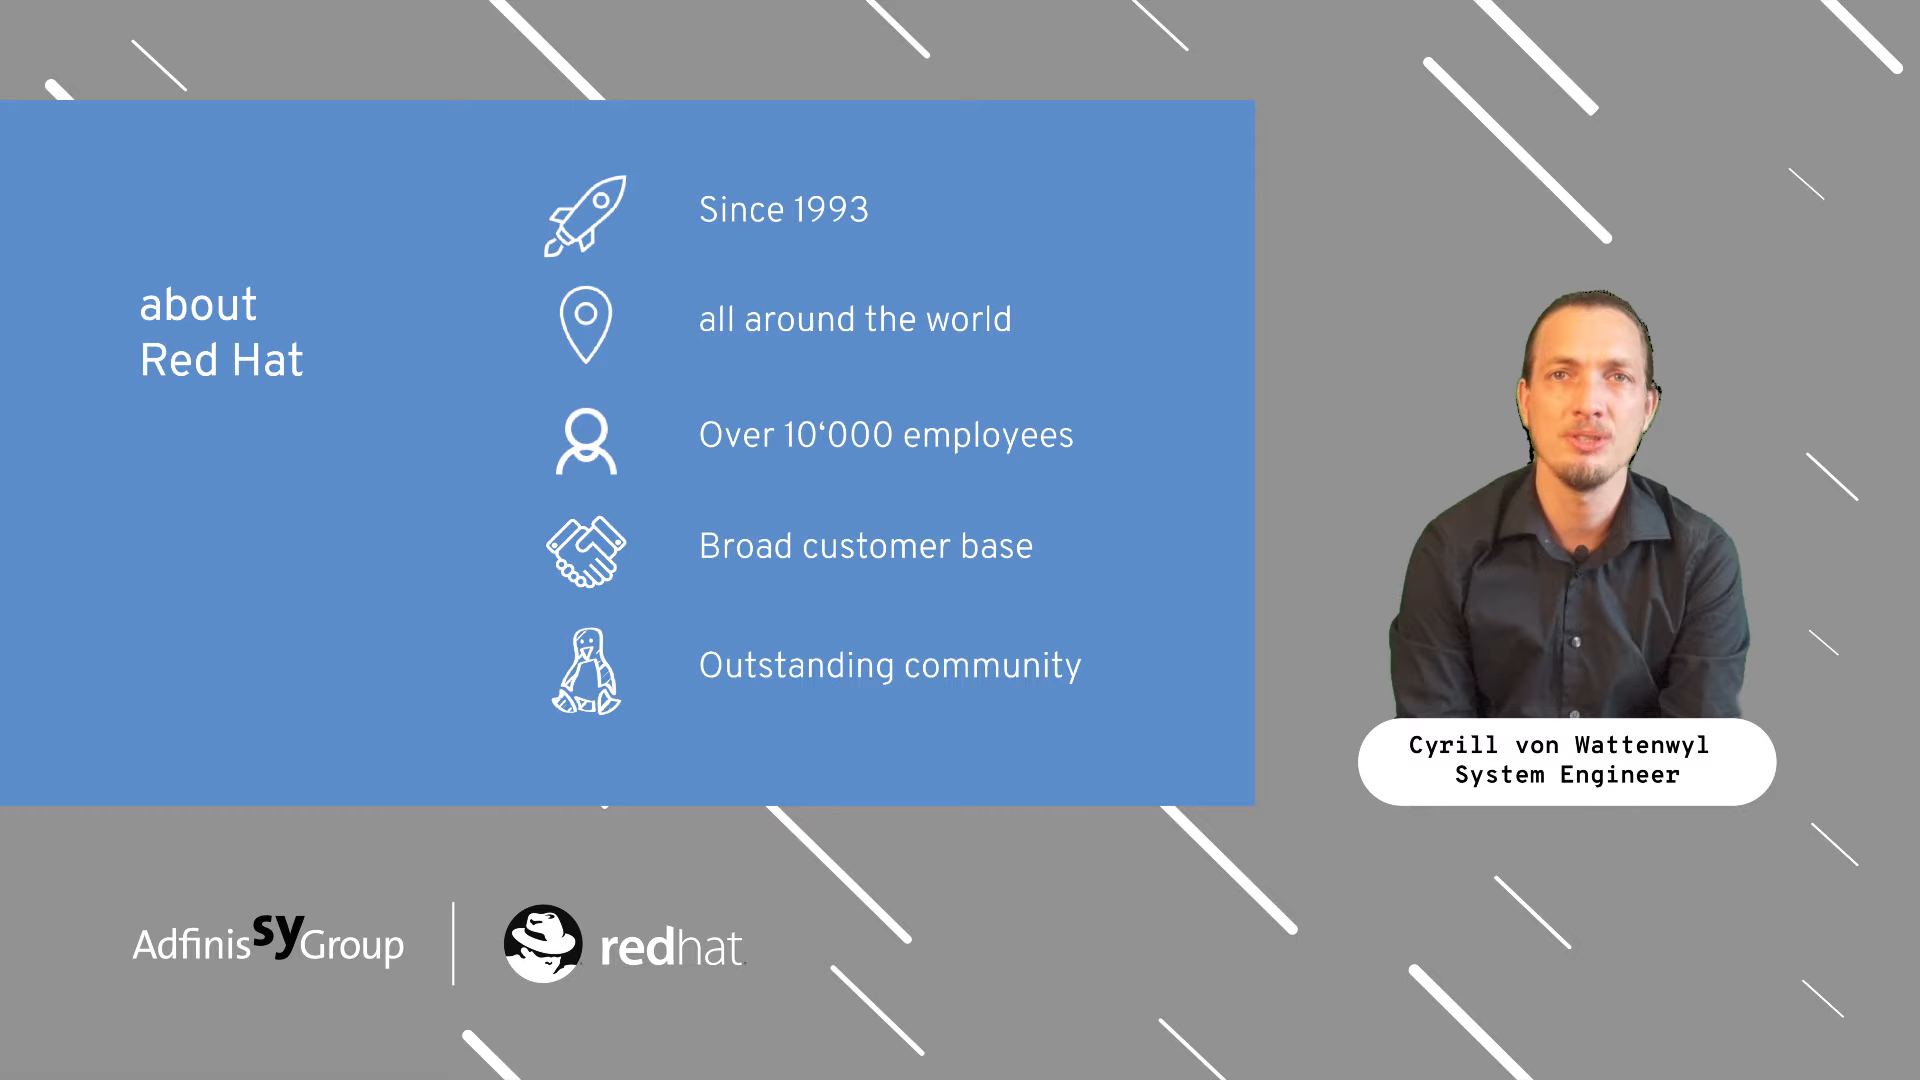 about
Red Hat
Since 1993
all around the world
Over 10‘000 employees
Broad customer base
Outstanding community
Cyrill von Wattenwyl
System Engineer
AdfinissyGroup
redhat.